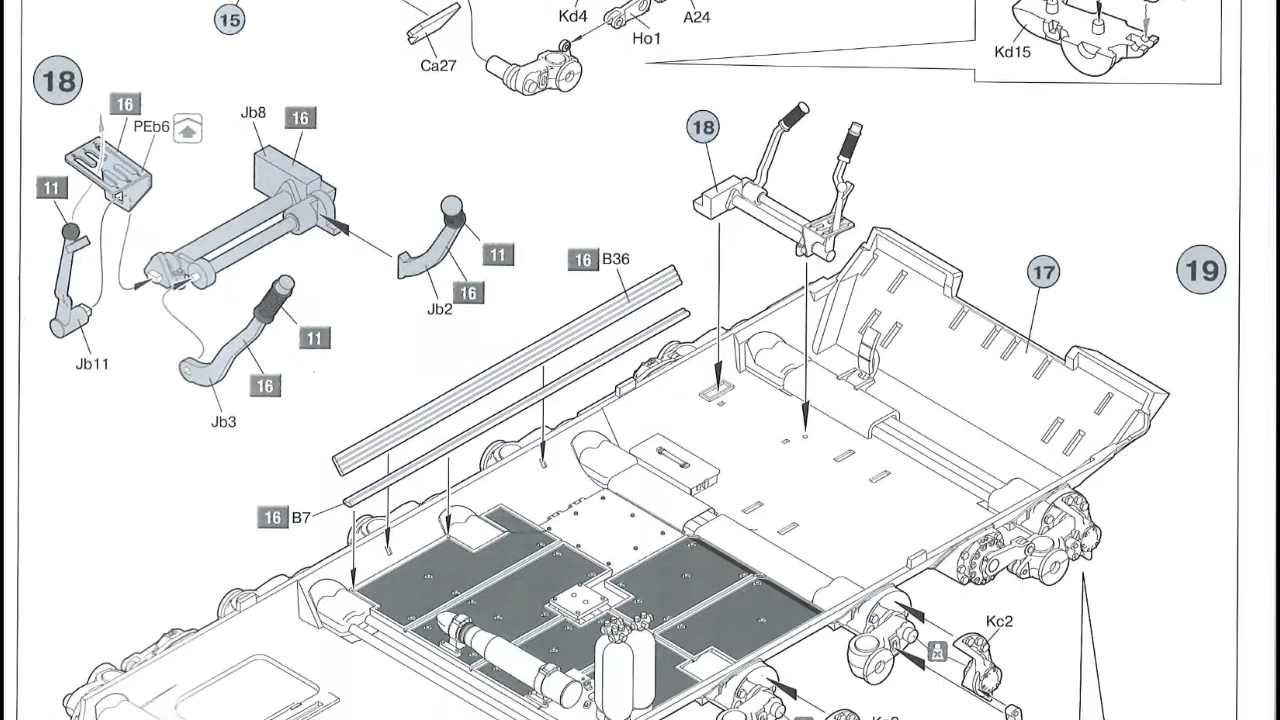 15
Ca27
Kd4
Ho1
A24
Kd15
18
16
PEb6
11
Jb11
Jb8
16
11
16
Jb2
11
16
Jb3
18
17
19
16 B36
16 B7
Kc2